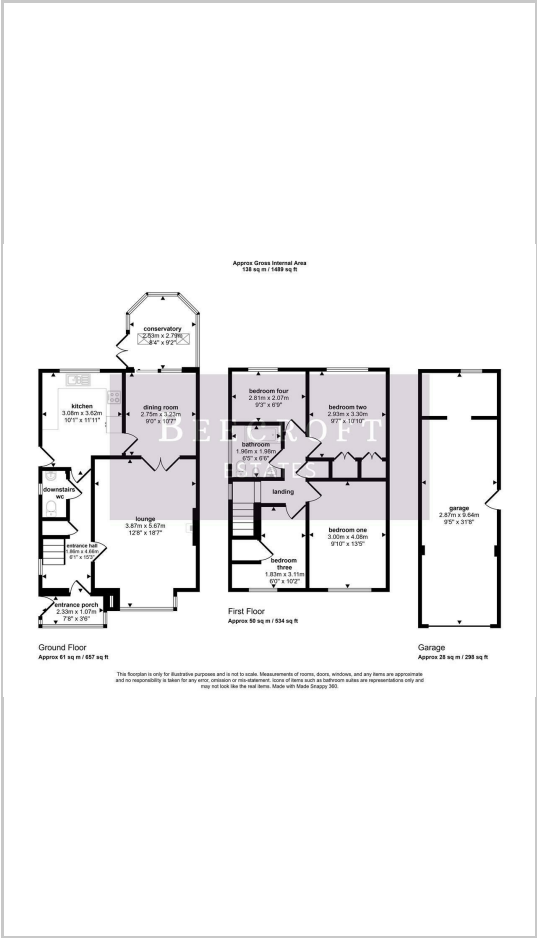 Approx Gross Internal Area
138 sq m / 1489 sq ft
conservatory
2.53m x 2.79m
8'4" x 9'2"
kitchen
3.08m x 3.62m
10'1" x 11'11"
dining room
2.75m x 3.23m
9'0" x 10'7"
downstairs
wc
lounge
3.87m x 5.67m
12'8" x 18'7"
entrance hall
1.86m x 4.66m
6'1" x 15'3"
entrance porch
2.33m x 1.07m
7'8" x 3'6"
Ground Floor
Approx 61 sq m / 657 sq ft
bedroom four
2.81m x 2.07m
9'3" x 6'9"
bedroom two
2.93m x 3.30m
9'7" x 10'10"
BEECROFT
ESTATES
bathroom
1.96m x 1.98m
6'5" x 6'6"
landing
bedroom one
3.00m x 4.08m
9'10" x 13'5"
bedroom
three
1.83m x 3.11m
6'0" x 10'2"
First Floor
Approx 50 sq m / 534 sq ft
garage
2.87m x 9.64m
9'5" x 31'8"
Garage
Approx 28 sq m / 298 sq ft
This floorplan is only for illustrative purposes and is not to scale. Measurements of rooms, doors, windows, and any items are approximate
and no responsibility is taken for any error, omission or mis-statement. Icons of items such as bathroom suites are representations only and
may not look like the real items. Made with Made Snappy 360.